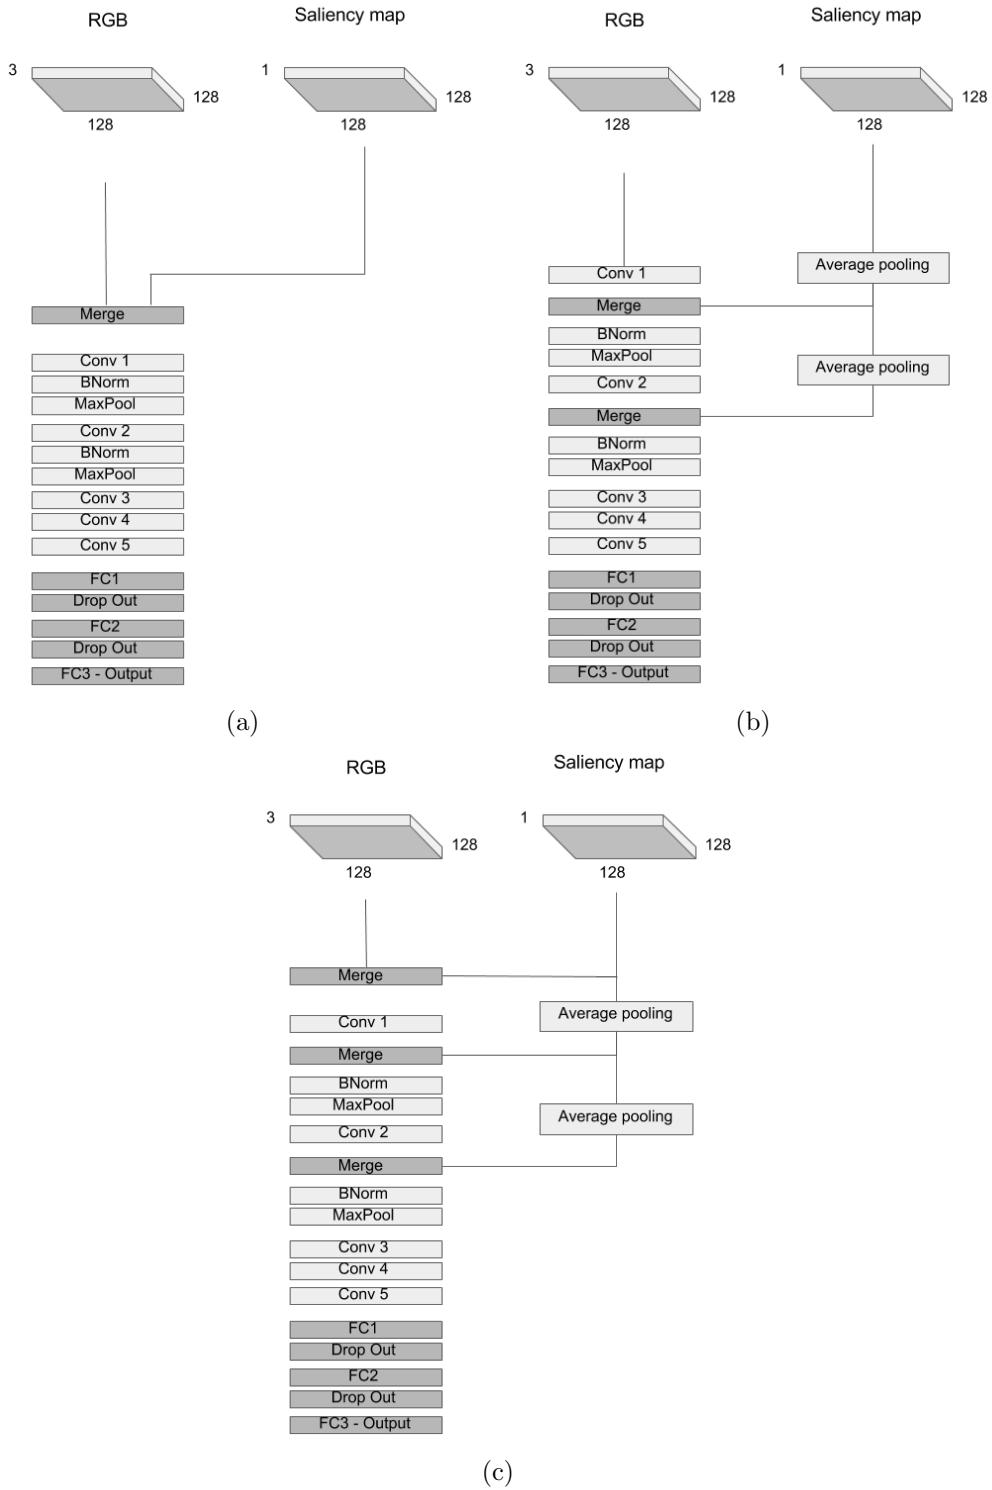 RGB
Saliency map
3
128
128
1
128
128
Merge
Conv 1
BNorm
MaxPool
Conv 2
BNorm
MaxPool
Conv 3
Conv 4
Conv 5
FC1
Drop Out
FC2
Drop Out
FC3 - Output
(a)
RGB
Saliency map
3
128
128
1
128
128
Average pooling
Conv 1
Merge
BNorm
MaxPool
Average pooling
Conv 2
Merge
BNorm
MaxPool
Conv 3
Conv 4
Conv 5
FC1
Drop Out
FC2
Drop Out
FC3 - Output
(b)
RGB
Saliency map
3
128
128
1
128
128
Merge
Average pooling
Conv 1
Merge
BNorm
MaxPool
Average pooling
Conv 2
Merge
BNorm
MaxPool
Conv 3
Conv 4
Conv 5
FC1
Drop Out
FC2
Drop Out
FC3 - Output
(c)